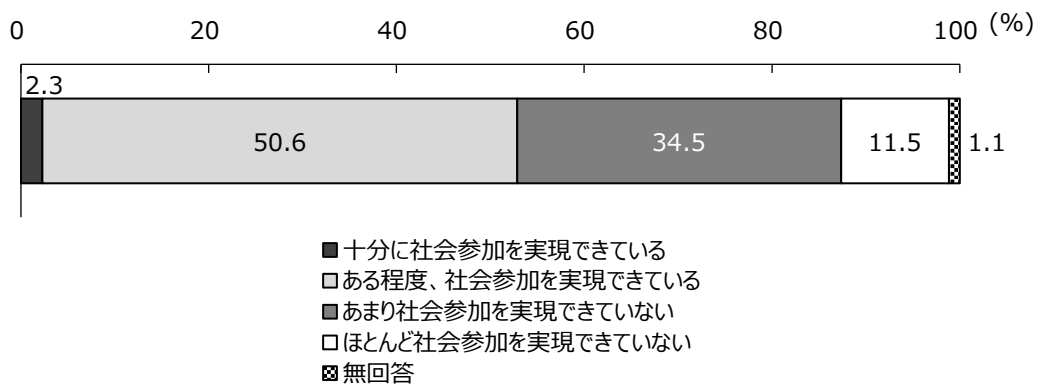 0 20 40 60 80 100 (%)
2.3
50.6 34.5 11.5 1.1
■十分に社会参加を実現できている
□ある程度、社会参加を実現できている
■あまり社会参加を実現できていない
□ほとんど社会参加を実現できていない
無回答